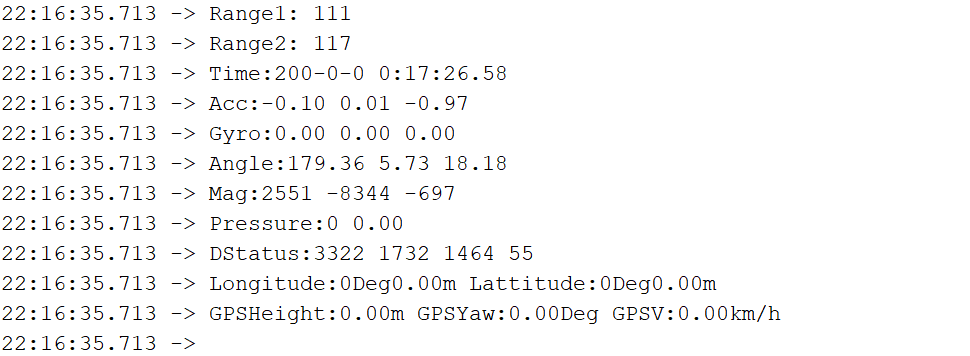 22:16:35.713 -> Range1: 111
22:16:35.713 -> Range2: 117
22:16:35.713 -> Time:200-0-0 0:17:26.58
22:16:35.713 -> Acc:-0.10 0.01 -0.97
22:16:35.713 -> Gyro:0.00 0.00 0.00
22:16:35.713 -> Angle:179.36 5.73 18.18
22:16:35.713 -> Mag:2551 -8344 -697
22:16:35.713 -> Pressure:0 0.00
22:16:35.713 -> DStatus:3322 1732 1464 55
22:16:35.713 -> Longitude:0Deg0.00m Lattitude:0Deg0.00m
22:16:35.713 -> GPSHeight:0.00m GPSYaw:0.00Deg GPSV:0.00km/h
22:16:35.713 ->